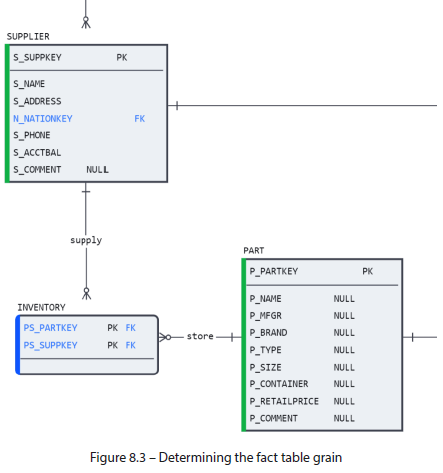 SUPPLIER
S_SUPPKEY PK
S_NAME
S_ADDRESS
N_NATIONKEY FK
S_PHONE
S_ACCTBAL
S_COMMENT NULL
supply
INVENTORY
PS_PARTKEY PK FK
PS_SUPPKEY PK FK
store
PART
P_PARTKEY PK
P_NAME NULL
P_MFGR NULL
P_BRAND NULL
P_TYPE NULL
P_SIZE NULL
P_CONTAINER NULL
P_RETAILPRICE NULL
P_COMMENT NULL
Figure 8.3 – Determining the fact table grain